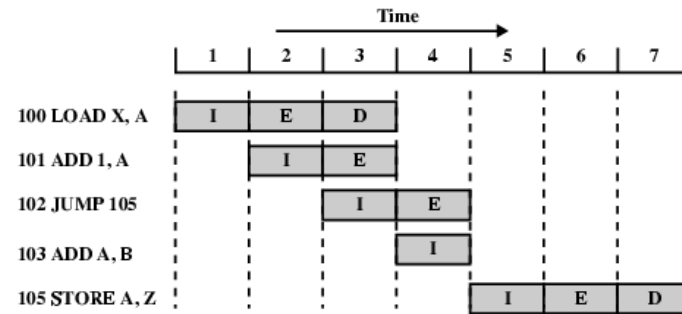 Time
1 2 3 4 5 6 7
100 LOAD X, A I E D
101 ADD 1, A I E
102 JUMP 105 I E
103 ADD A, B I
105 STORE A, Z I E D